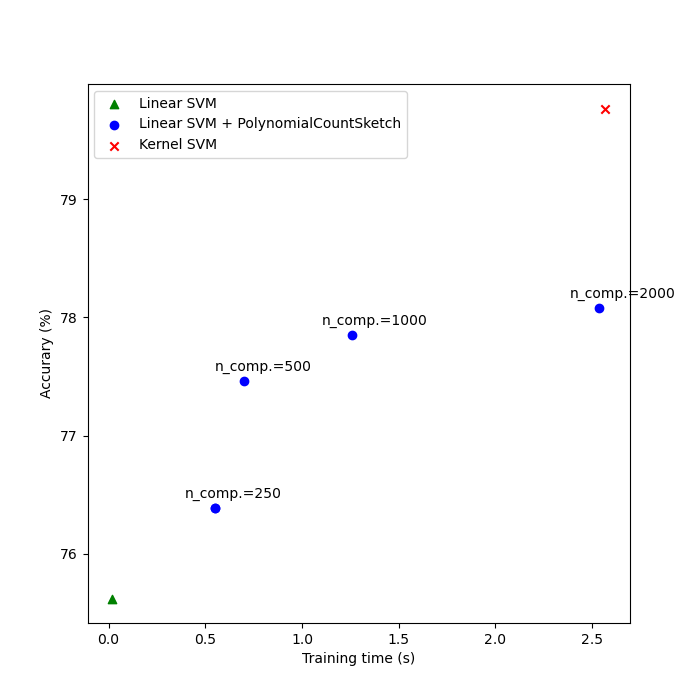 Linear SVM
Linear SVM + PolynomialCountSketch
Kernel SVM
n_comp.=2000
n_comp.=1000
n_comp.=500
n_comp.=250
79
78
77
76
Accurary (%)
0.0 0.5 1.0 1.5 2.0 2.5
Training time (s)